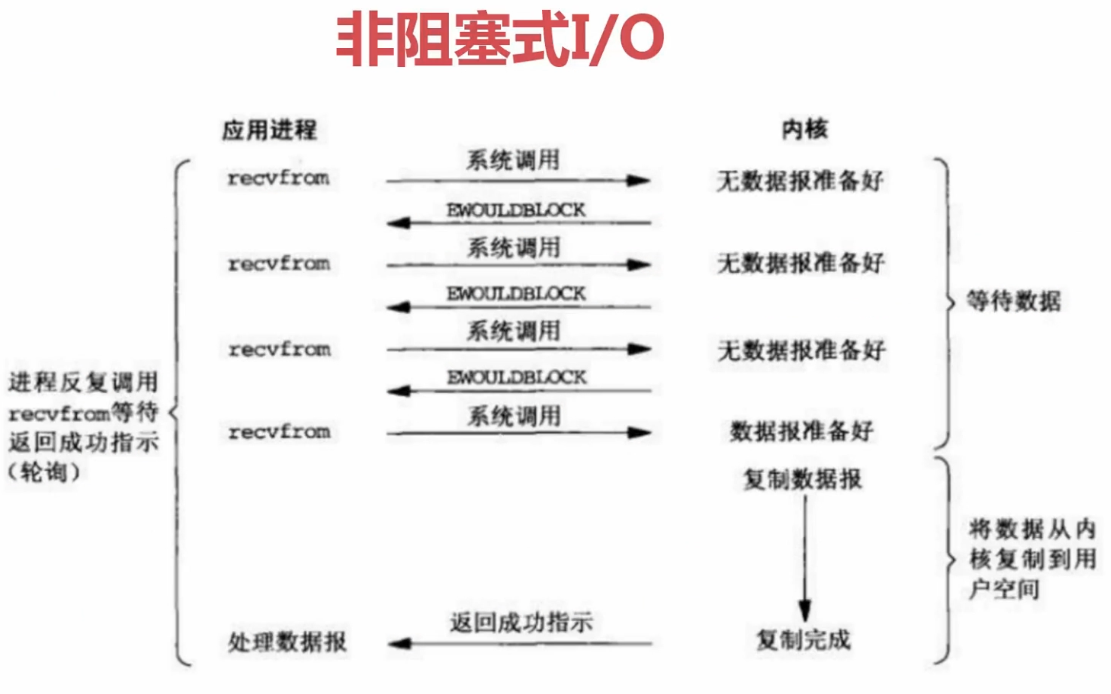 非阻塞式I/O
应用进程
内核
recvfrom
系统调用
无数据报准备好
EWOULDBLOCK
recvfrom
系统调用
无数据报准备好
EWOULDBLOCK
recvfrom
系统调用
无数据报准备好
EWOULDBLOCK
recvfrom
系统调用
数据报准备好
等待数据
进程反复调用
recvfrom等待
返回成功指示
(轮询)
复制数据报
将数据从内
核复制到用
户空间
处理数据报
返回成功指示
复制完成